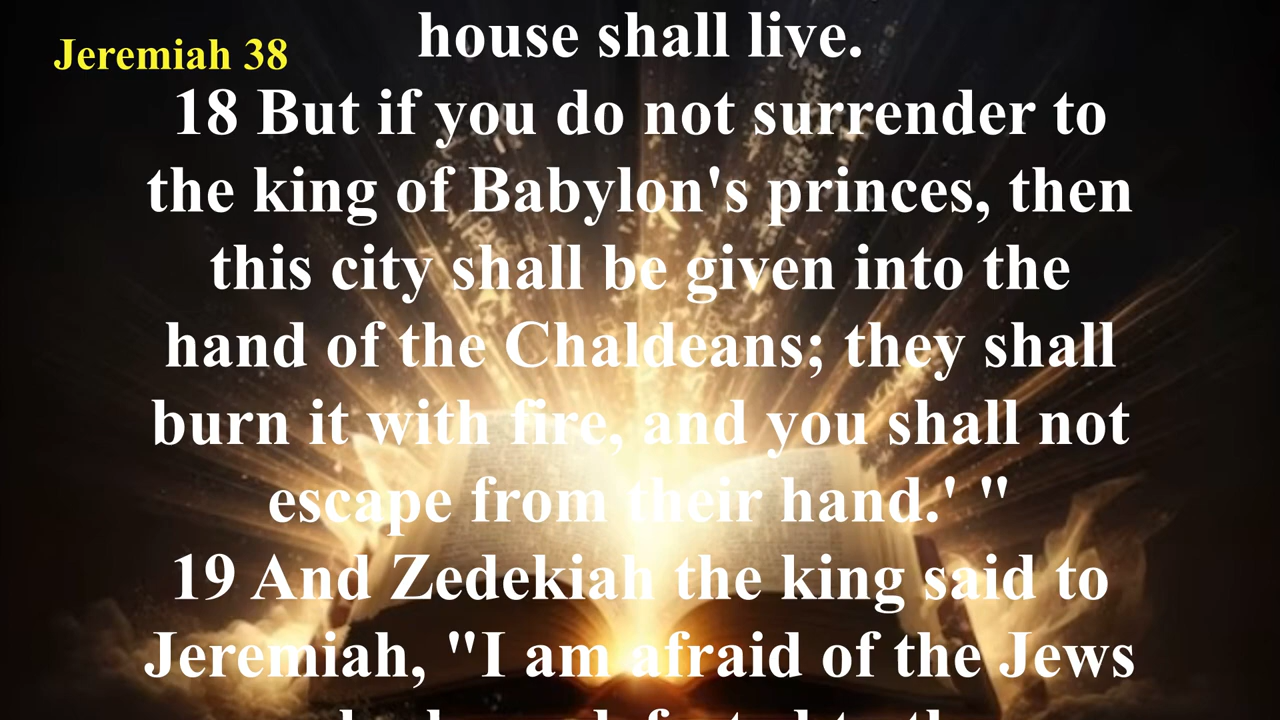 Jeremiah 38
house shall live.
18 But if you do not surrender to
the king of Babylon's princes, then
this city shall be given into the
hand of the Chaldeans; they shall
burn it with fire, and you shall not
escape from their hand.' "
19 And Zedekiah the king said to
Jeremiah, "I am afraid of the Jews